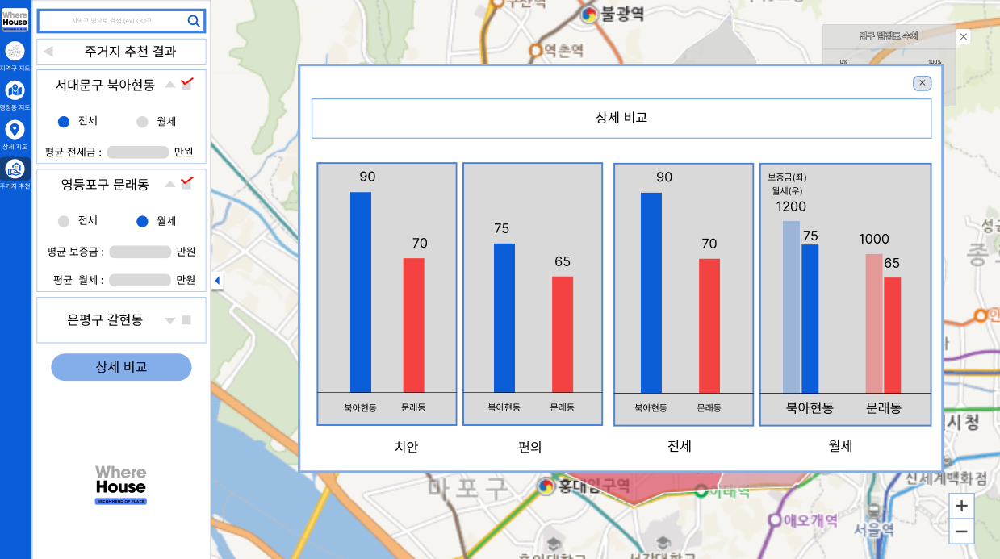 Where
House
지역구 지도
행정동 지도
상세 지도
주거지 추천
지역구 명으로 검색 (ex) OO구
주거지 추천 결과
서대문구 북아현동
전세
월세
평균 전세금 :
만원
영등포구 문래동
전세
월세
평균 보증금 :
만원
평균 월세 :
만원
은평구 갈현동
상세 비교
Where
House
RECOMMEND OF PLACE
구산역
불광역
역촌역
인구 밀집도 수치
0%
100%
상세 비교
90
70
북아현동
문래동
치안
75
65
북아현동
문래동
편의
90
70
북아현동
문래동
전세
보증금(좌)
월세(우)
1200
75
1000
65
북아현동
문래동
월세
시청
마포구
홍대입구역
아현역
애오개역
신세계백화점
서울역
서강대학교
+
−